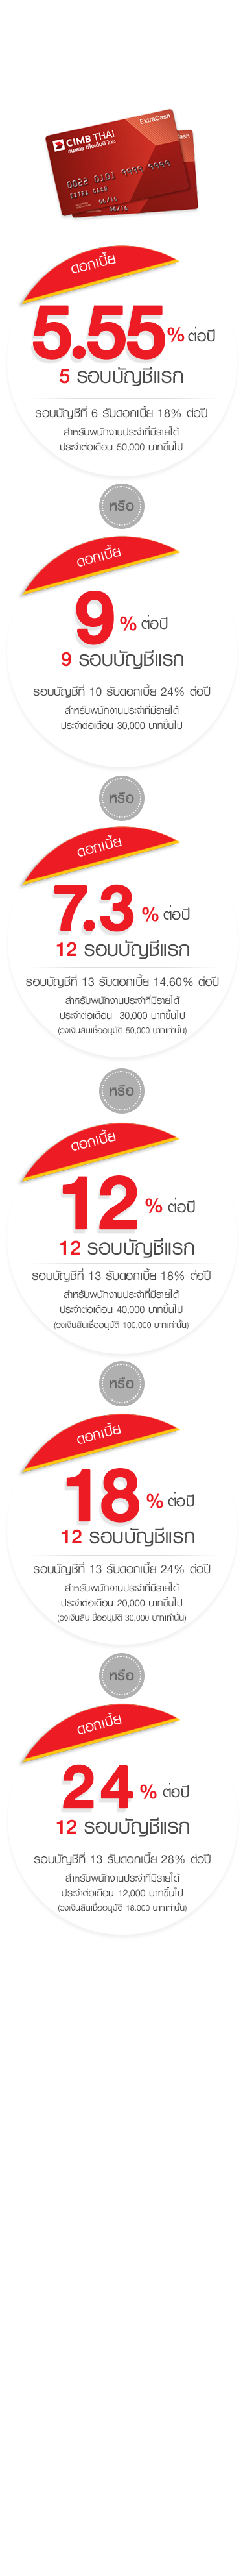 ExtraCash
CIMB THAI
ธนาคาร ซีไอเอ็มบี ไทย
EXTRA CASH
ดอกเบี้ย
5.55% ต่อปี
5 รอบบัญชีแรก
รอบบัญชีที่ 6 รับดอกเบี้ย 18% ต่อปี
สำหรับพนักงานประจำที่มีรายได้
ประจำต่อเดือน 50,000 บาทขึ้นไป
หรือ
ดอกเบี้ย
9% ต่อปี
9 รอบบัญชีแรก
รอบบัญชีที่ 10 รับดอกเบี้ย 24% ต่อปี
สำหรับพนักงานประจำที่มีรายได้
ประจำต่อเดือน 30,000 บาทขึ้นไป
หรือ
ดอกเบี้ย
7.3% ต่อปี
12 รอบบัญชีแรก
รอบบัญชีที่ 13 รับดอกเบี้ย 14.60% ต่อปี
สำหรับพนักงานประจำที่มีรายได้
ประจำต่อเดือน 30,000 บาทขึ้นไป
(วงเงินสินเชื่ออนุมัติ 50,000 บาทเท่านั้น)
หรือ
ดอกเบี้ย
12% ต่อปี
12 รอบบัญชีแรก
รอบบัญชีที่ 13 รับดอกเบี้ย 18% ต่อปี
สำหรับพนักงานประจำที่มีรายได้
ประจำต่อเดือน 40,000 บาทขึ้นไป
(วงเงินสินเชื่ออนุมัติ 100,000 บาทเท่านั้น)
หรือ
ดอกเบี้ย
18% ต่อปี
12 รอบบัญชีแรก
รอบบัญชีที่ 13 รับดอกเบี้ย 24% ต่อปี
สำหรับพนักงานประจำที่มีรายได้
ประจำต่อเดือน 20,000 บาทขึ้นไป
(วงเงินสินเชื่ออนุมัติ 30,000 บาทเท่านั้น)
หรือ
ดอกเบี้ย
24% ต่อปี
12 รอบบัญชีแรก
รอบบัญชีที่ 13 รับดอกเบี้ย 28% ต่อปี
สำหรับพนักงานประจำที่มีรายได้
ประจำต่อเดือน 12,000 บาทขึ้นไป
(วงเงินสินเชื่ออนุมัติ 18,000 บาทเท่านั้น)